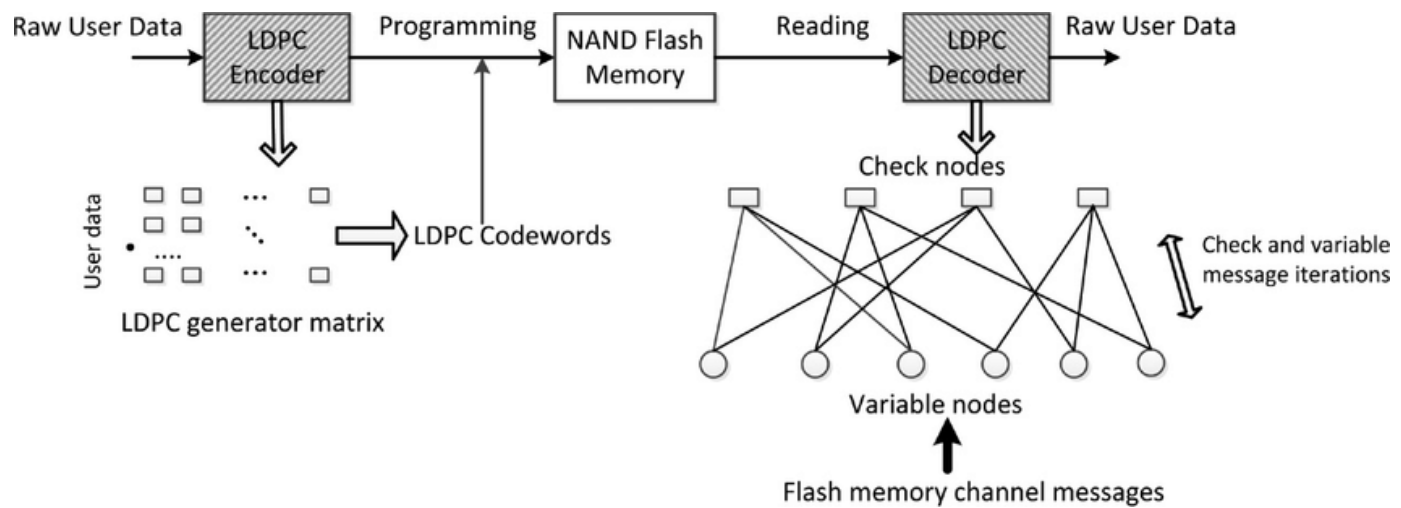 Raw User Data
LDPC
Encoder
Programming
NAND Flash
Memory
Reading
LDPC
Decoder
Raw User Data
User data
LDPC generator matrix
LDPC Codewords
Check nodes
Check and variable
message iterations
Variable nodes
Flash memory channel messages